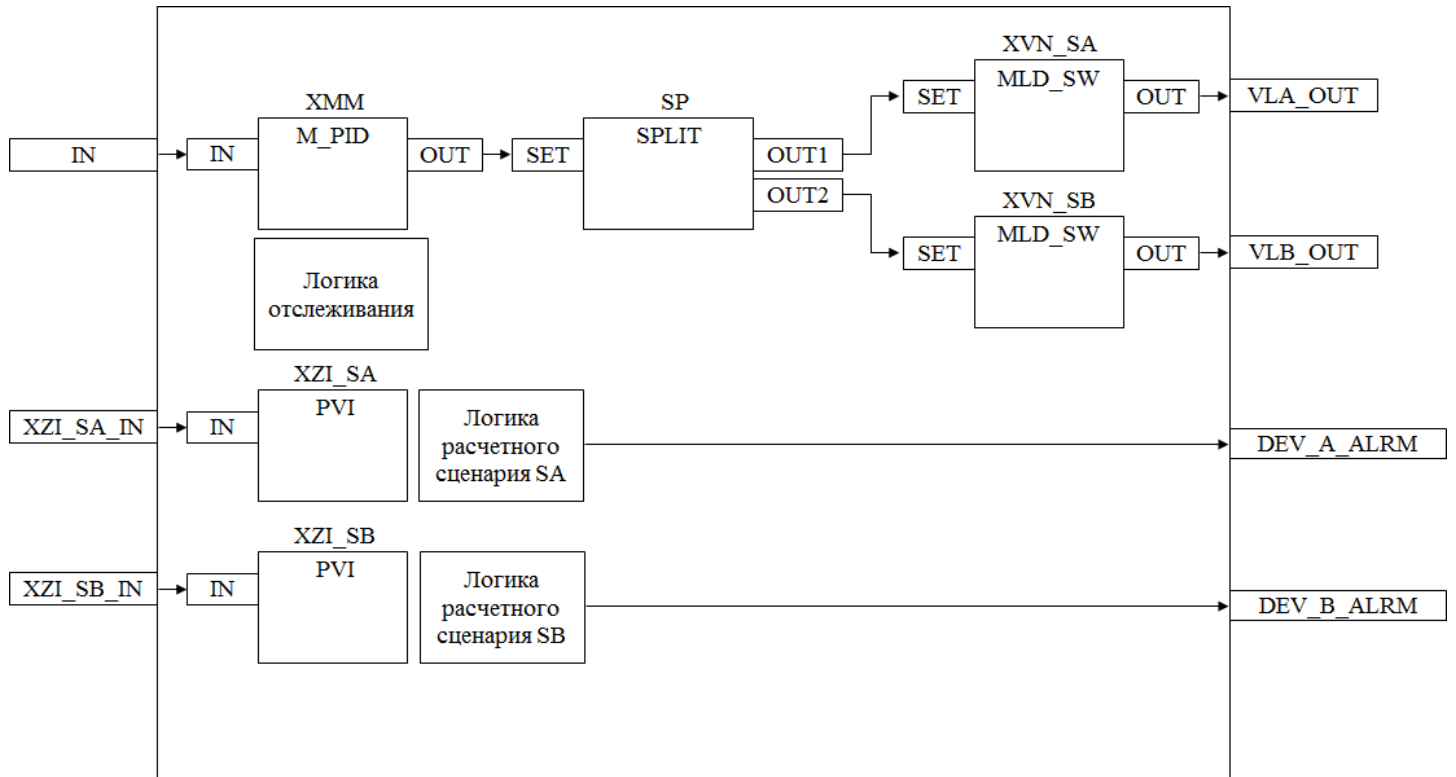 XVN_SA
MLD_SW
SET
OUT
VLA_OUT
XMM
SP
M_PID
SPLIT
IN
IN
OUT
SET
OUT1
OUT2
XVN_SB
MLD_SW
SET
OUT
VLB_OUT
Логика
отслеживания
XZI_SA
PVI
XZI_SA_IN
IN
Логика
расчетного
сценария SA
DEV_A_ALRM
XZI_SB
PVI
XZI_SB_IN
IN
Логика
расчетного
сценария SB
DEV_B_ALRM